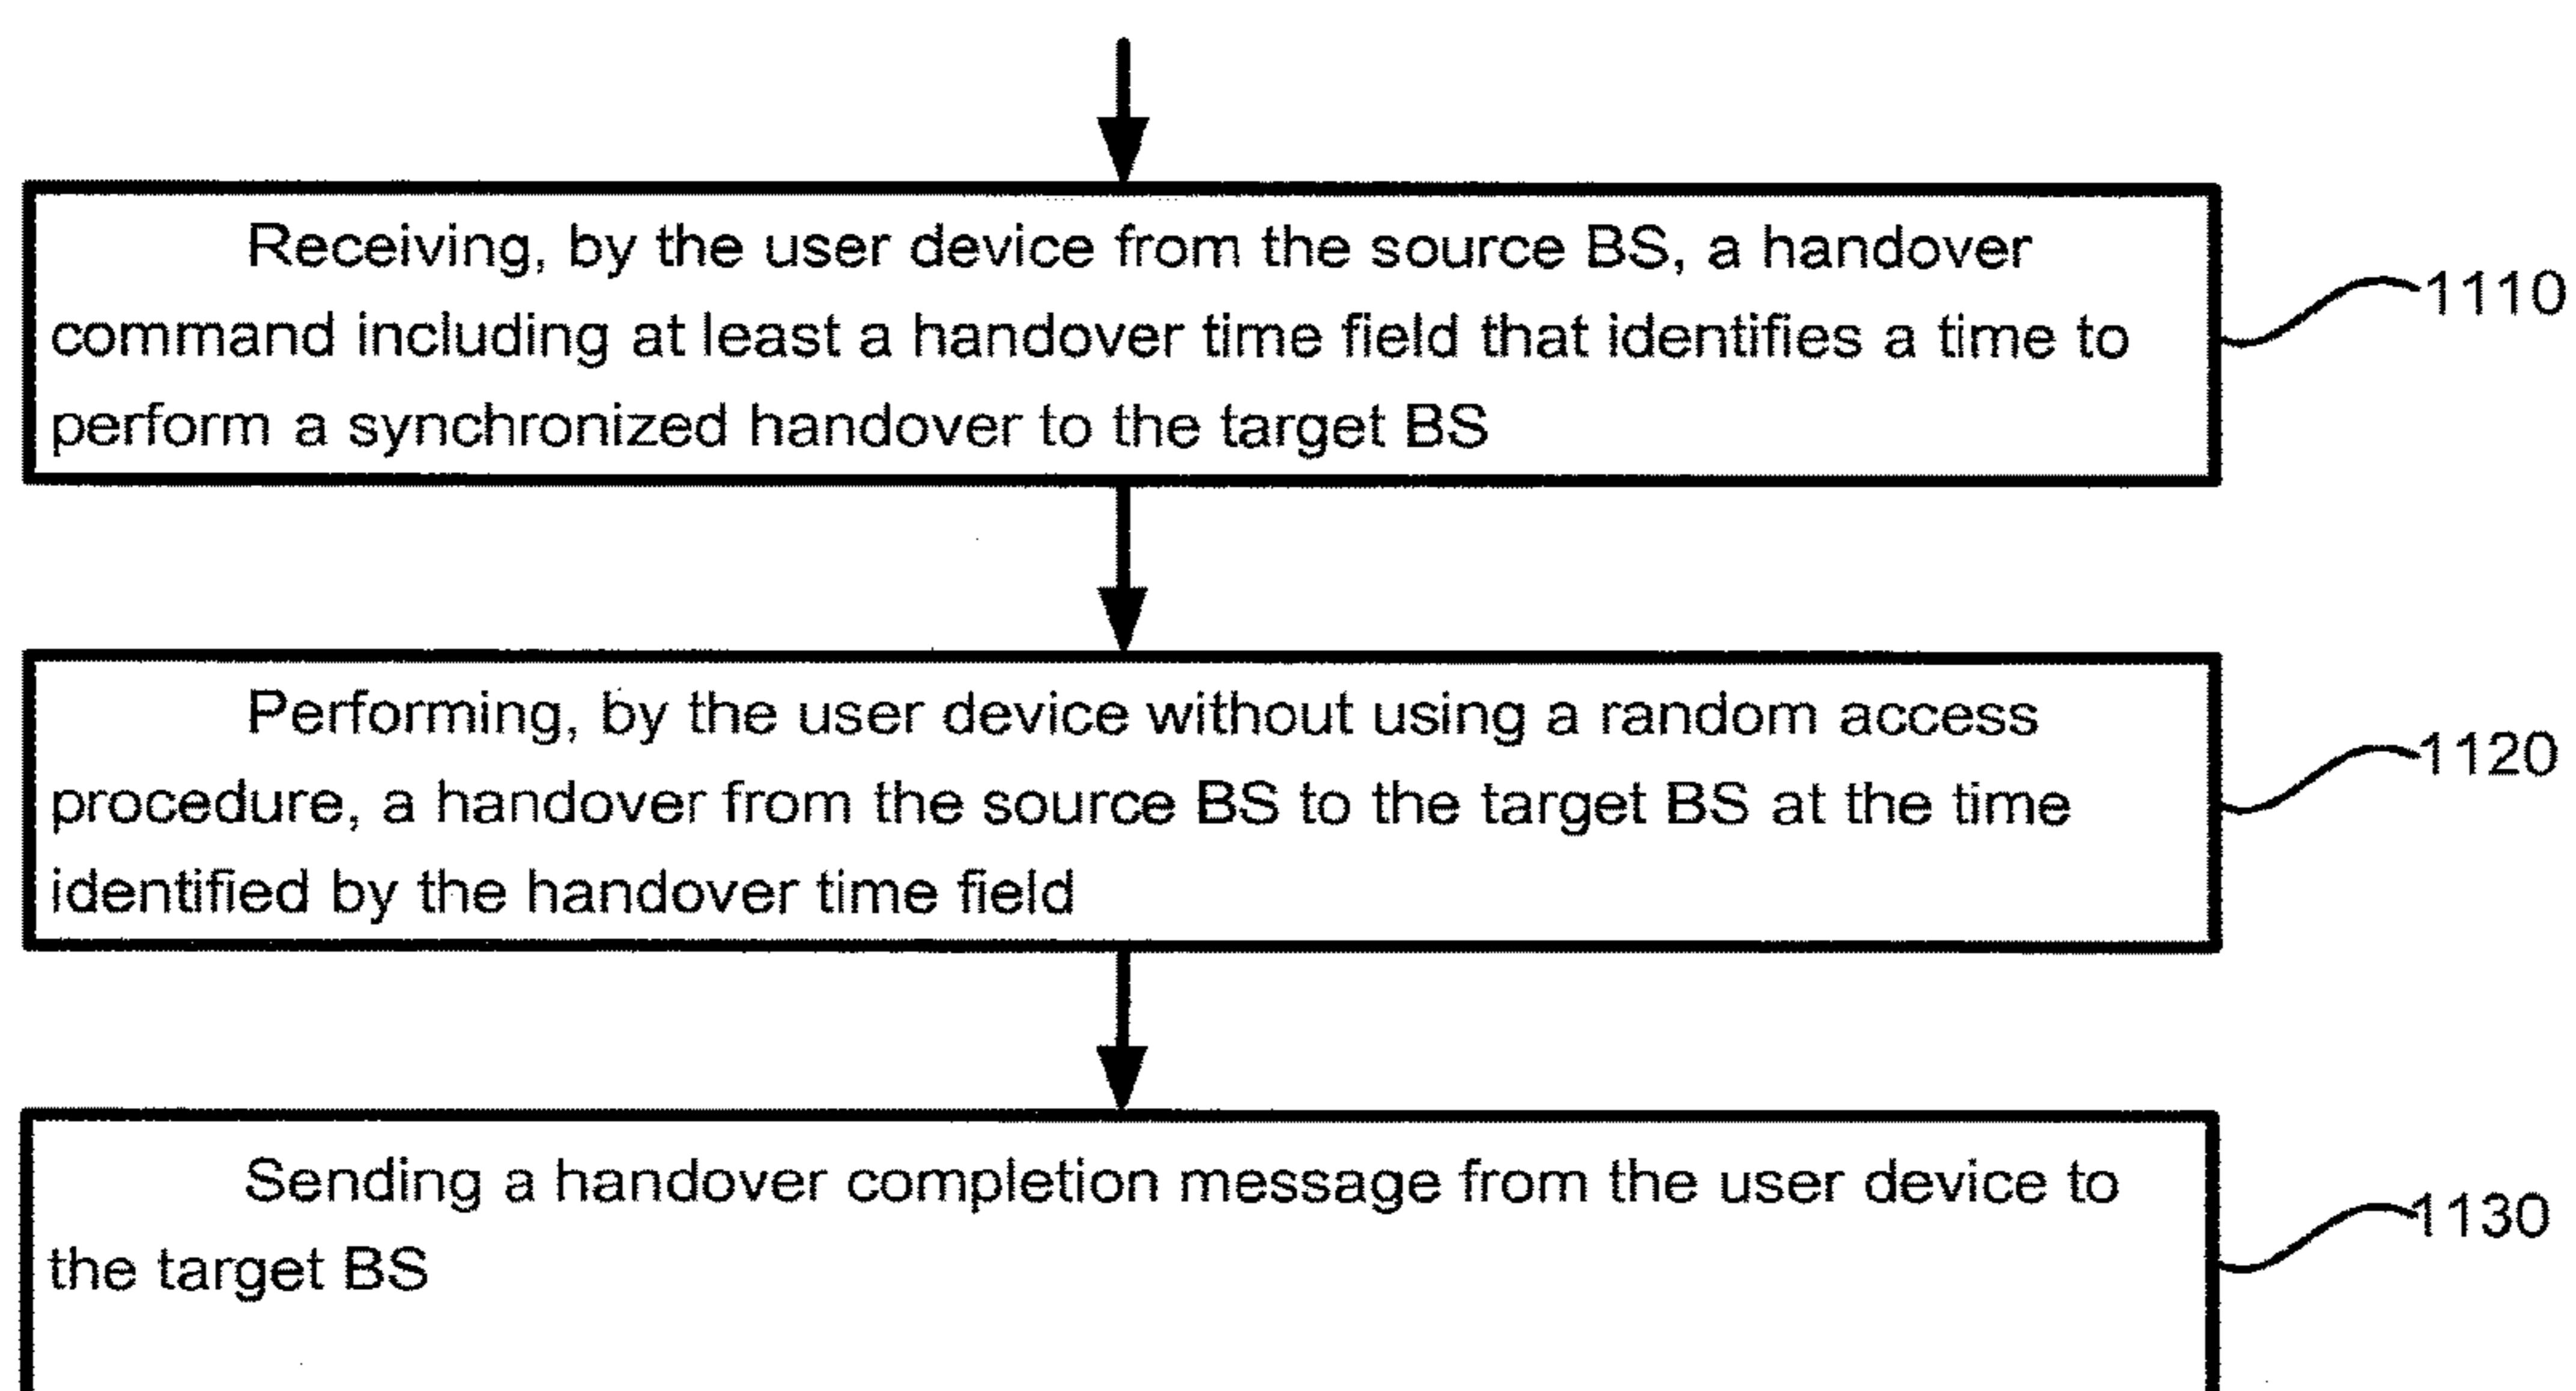 Receiving, by the user device from the source BS, a handover
command including at least a handover time field that identifies a time to
perform a synchronized handover to the target BS
1110
Performing, by the user device without using a random access
procedure, a handover from the source BS to the target BS at the time
identified by the handover time field
1120
Sending a handover completion message from the user device to
the target BS
1130